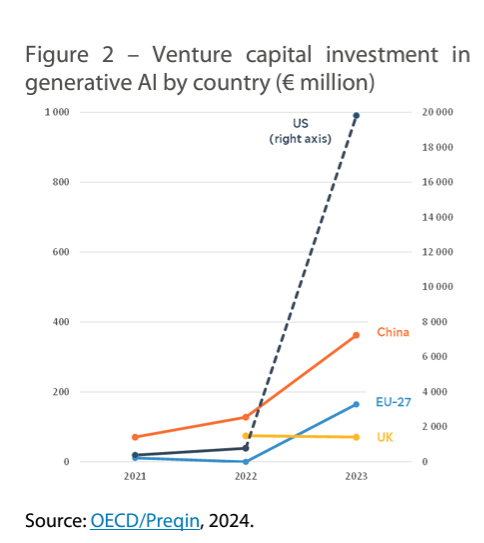 Figure 2 – Venture capital investment in
generative AI by country (€ million)
1 000
800
600
400
200
0
20 000
18 000
16 000
14 000
12 000
10 000
8 000
6 000
4 000
2 000
0
US
(right axis)
China
EU-27
UK
2021
2022
2023
Source: OECD/Preqin, 2024.